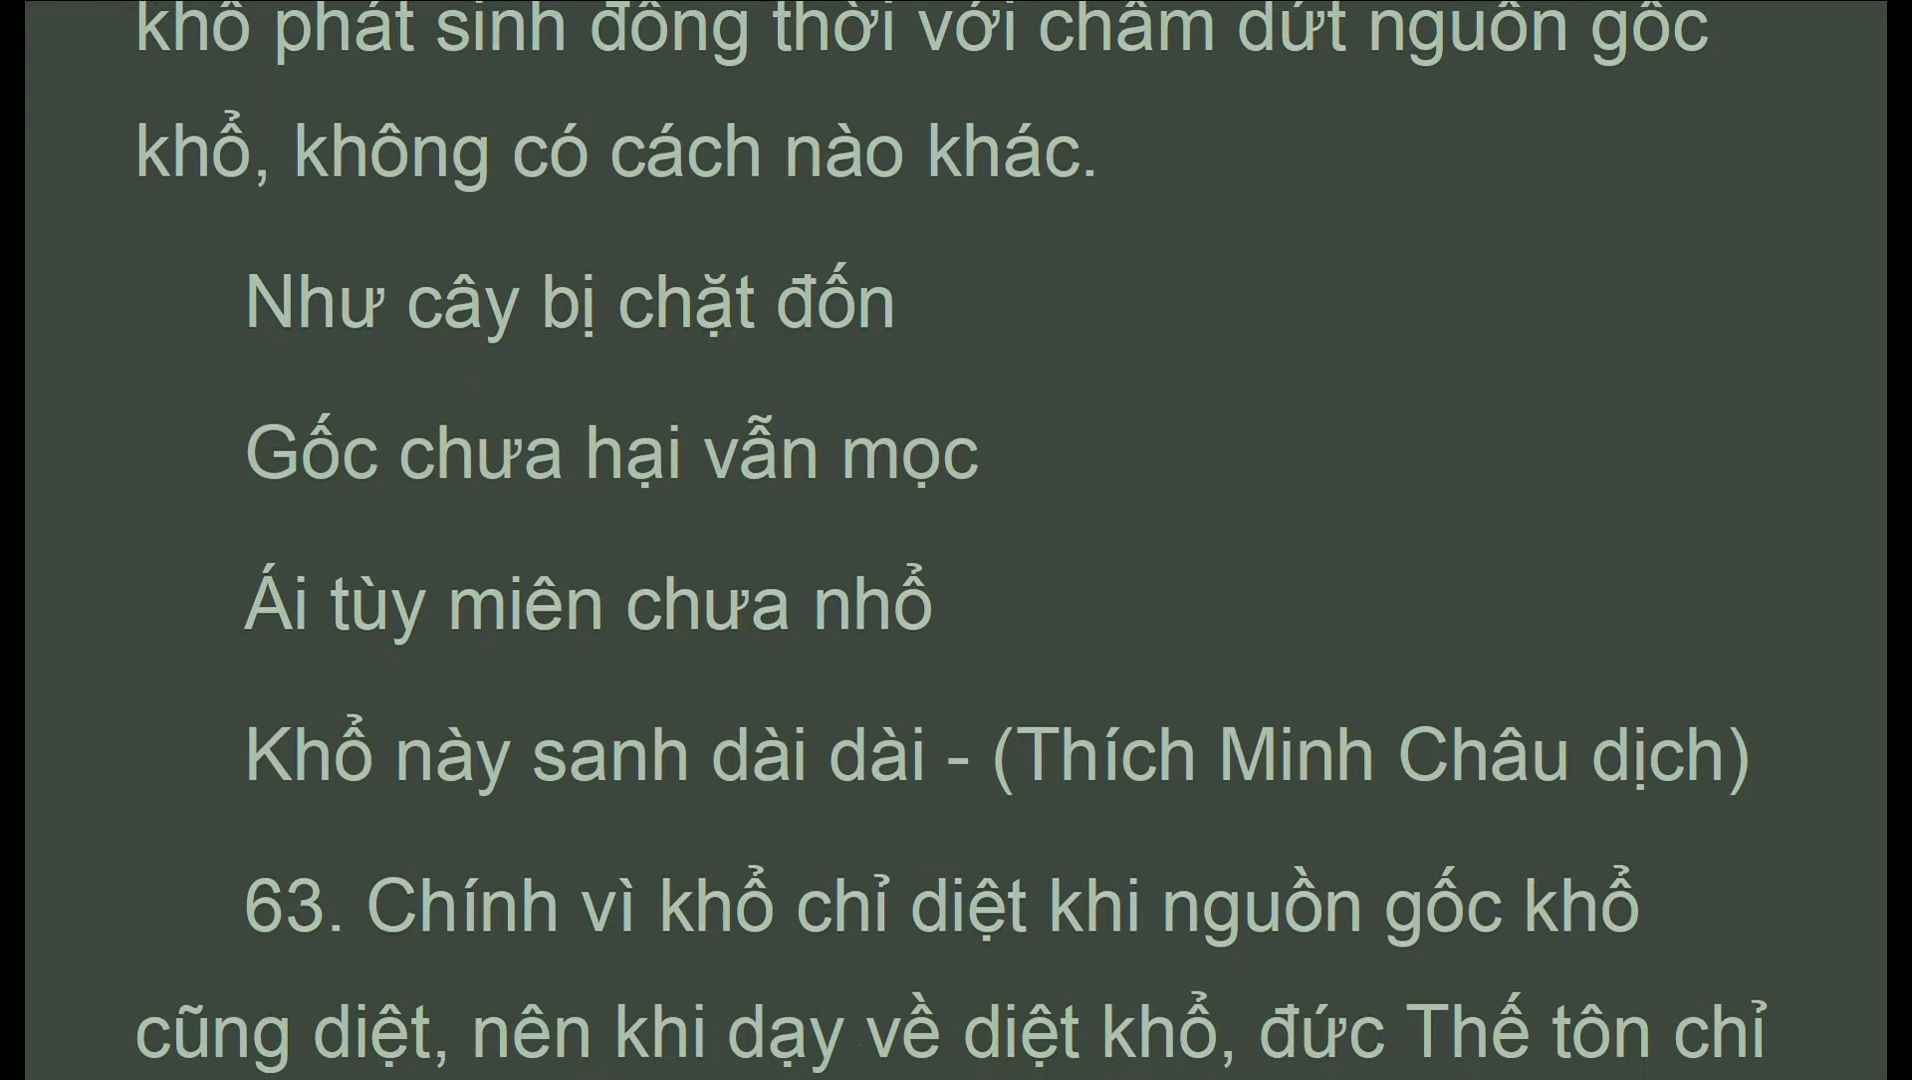 khổ phát sinh đồng thời với chấm dứt nguồn gốc
khổ, không có cách nào khác.
Như cây bị chặt đốn
Gốc chưa hại vẫn mọc
Ái tùy miên chưa nhổ
Khổ này sanh dài dài - (Thích Minh Châu dịch)
63. Chính vì khổ chỉ diệt khi nguồn gốc khổ
cũng diệt, nên khi dạy về diệt khổ, đức Thế tôn chỉ